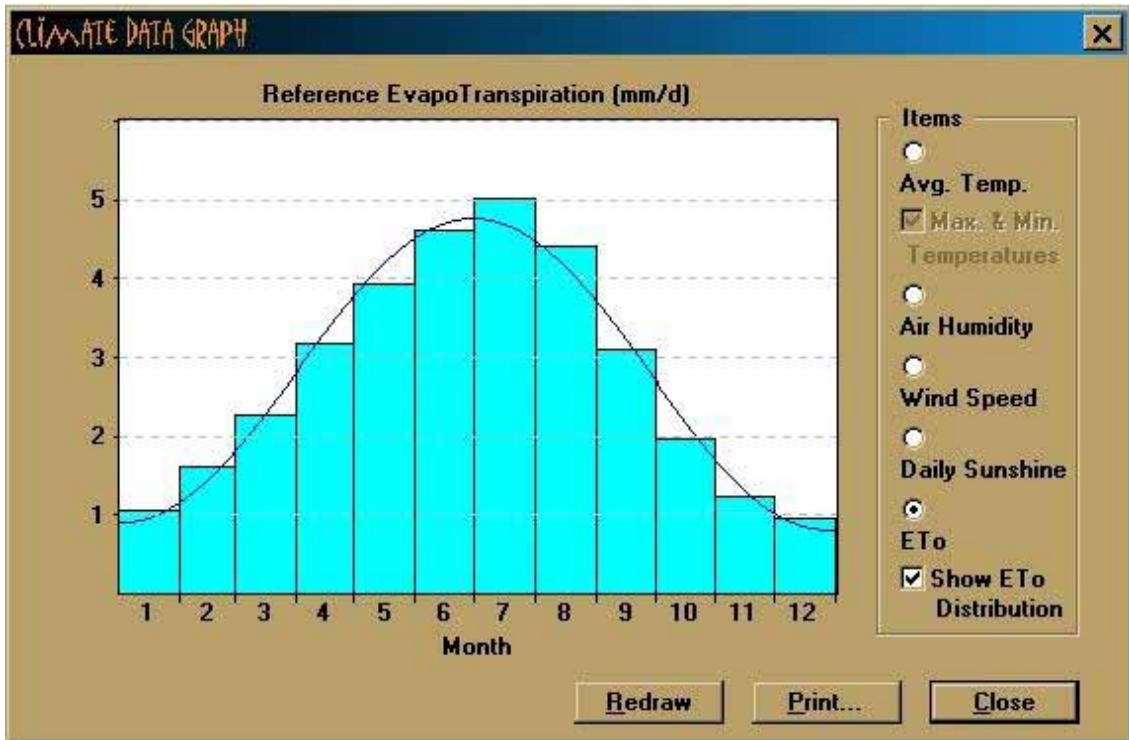 CLIMATE DATA GRAPH
Reference EvapoTranspiration (mm/d)
5
4
3
2
1
1 2 3 4 5 6 7 8 9 10 11 12
Month
Items
Avg. Temp.
Max. & Min.
Temperatures
Air Humidity
Wind Speed
Daily Sunshine
ETo
Show ETo
Distribution
Redraw Print... Close